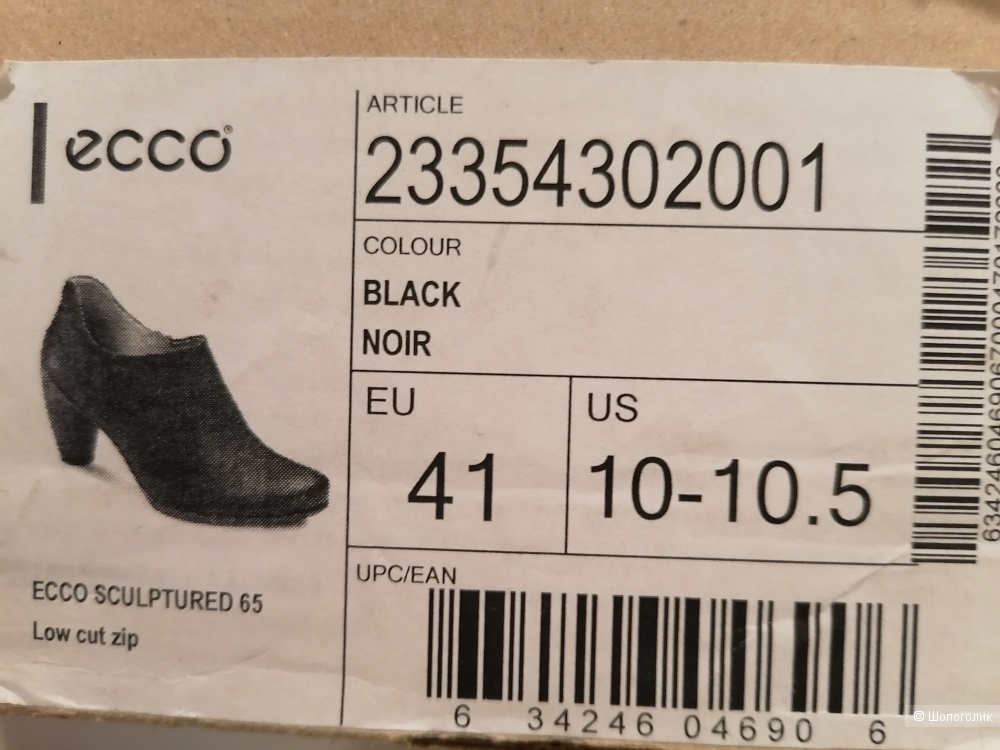 ecco®
ARTICLE
23354302001
COLOUR
BLACK
NOIR
EU
41
US
10-10.5
ECCO SCULPTURED 65
Low cut zip
UPC/EAN
6 34246 04690 6
© Шопоголик